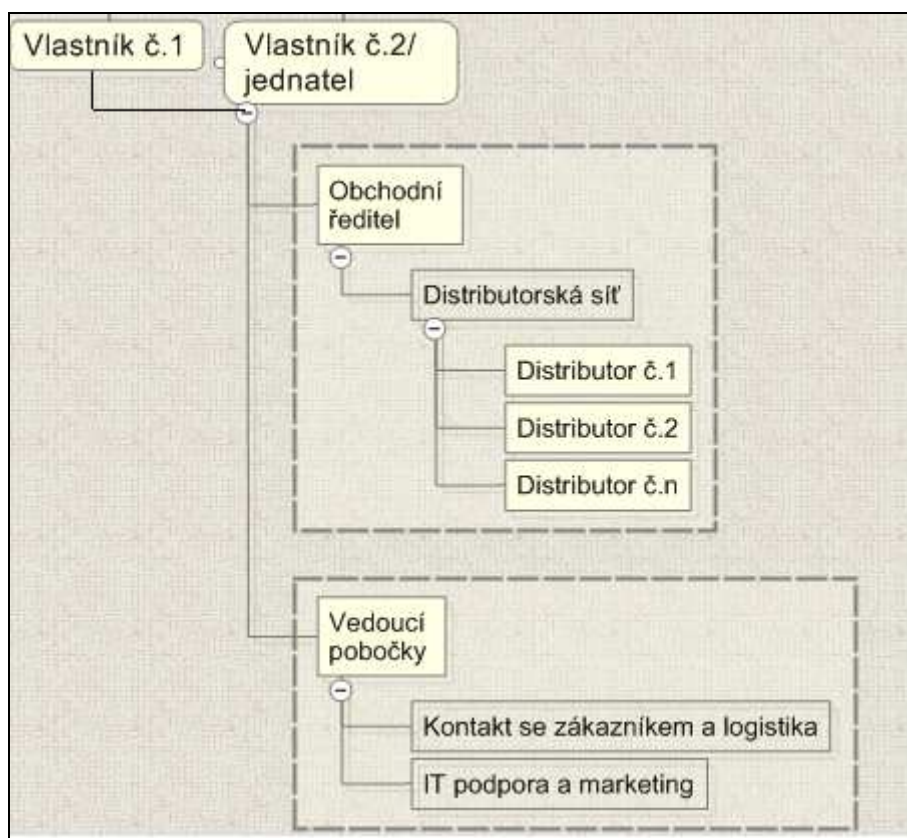 Vlastník č.1
Vlastník č.2/
jednatel
Obchodní
ředitel
Distributorská síť
Distributor č.1
Distributor č.2
Distributor č.n
Vedoucí
pobočky
Kontakt se zákazníkem a logistika
IT podpora a marketing